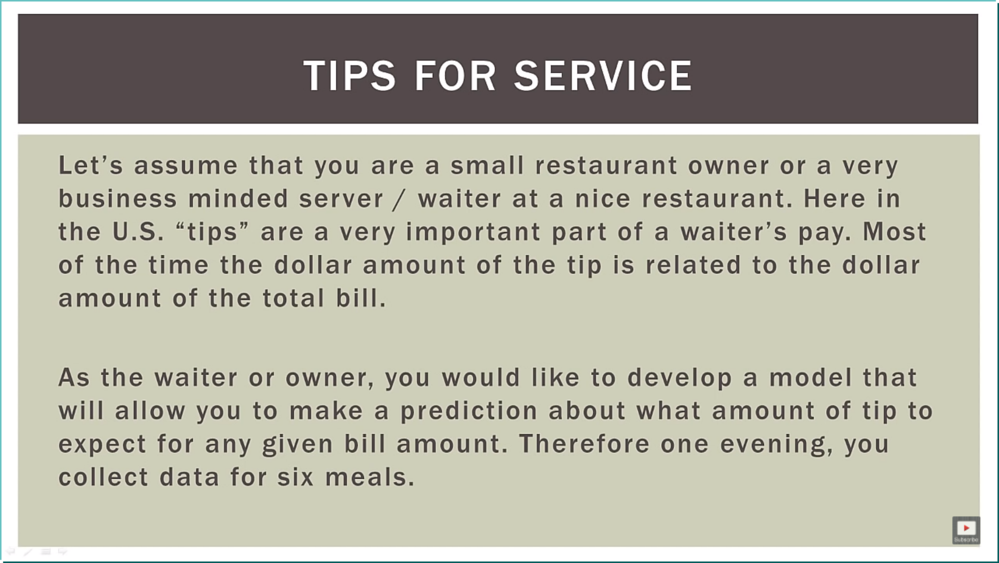 TIPS FOR SERVICE
Let’s assume that you are a small restaurant owner or a very
business minded server / waiter at a nice restaurant. Here in
the U.S. “tips” are a very important part of a waiter’s pay. Most
of the time the dollar amount of the tip is related to the dollar
amount of the total bill.
As the waiter or owner, you would like to develop a model that
will allow you to make a prediction about what amount of tip to
expect for any given bill amount. Therefore one evening, you
collect data for six meals.
Subscribe